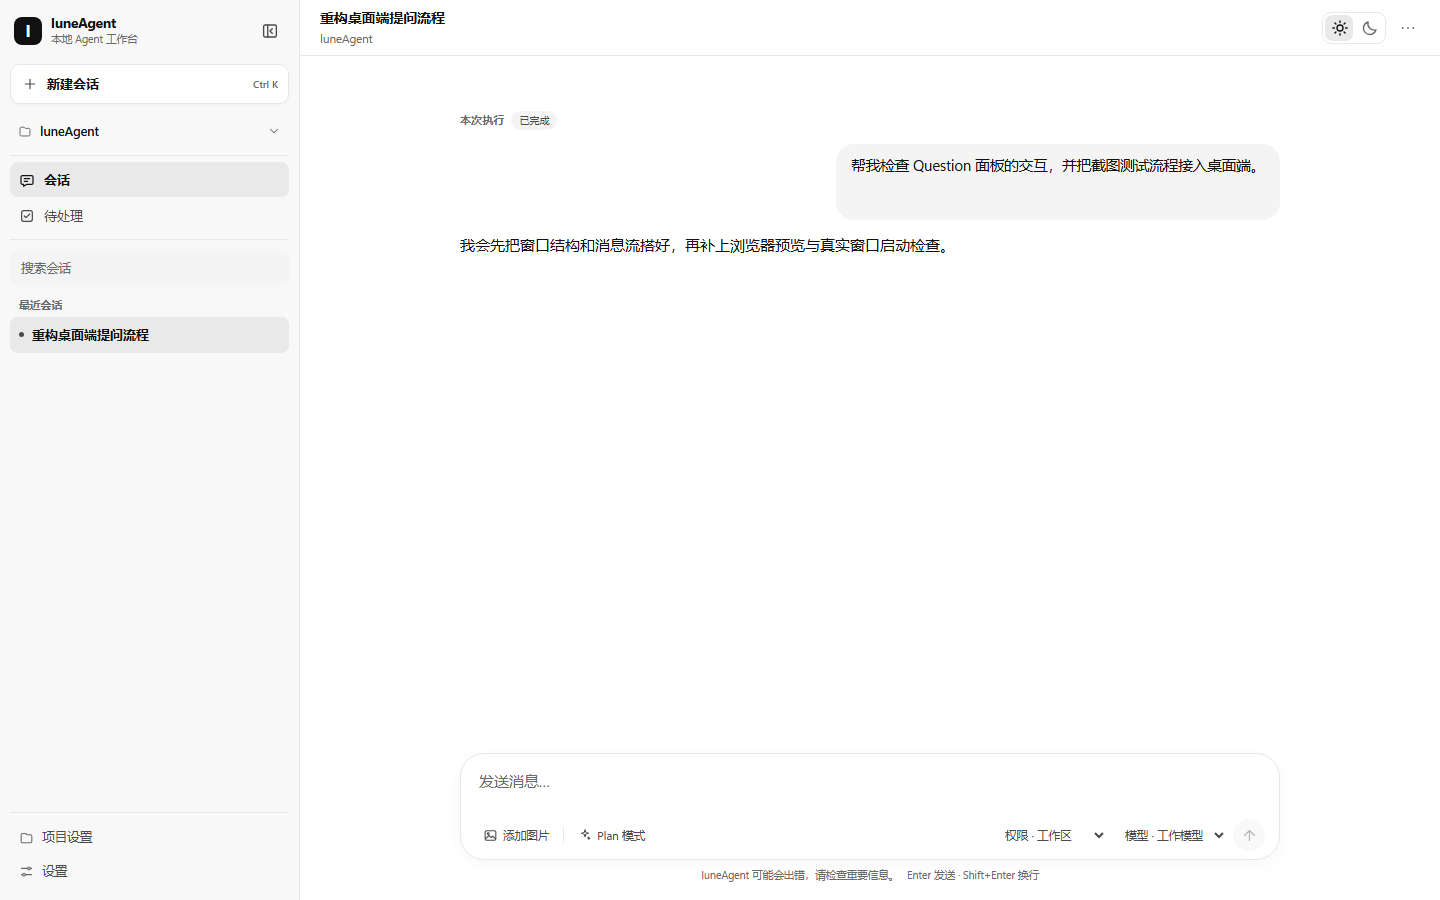 l
luneAgent
本地 Agent 工作台
新建会话
Ctrl K
luneAgent
会话
待处理
搜索会话
最近会话
重构桌面端提问流程
项目设置
设置
重构桌面端提问流程
luneAgent
本次执行 已完成
帮我检查 Question 面板的交互，并把截图测试流程接入桌面端。
我会先把窗口结构和消息流搭好，再补上浏览器预览与真实窗口启动检查。
发送消息...
添加图片
Plan 模式
权限 · 工作区
模型 · 工作模型
luneAgent 可能会出错，请检查重要信息。 Enter 发送 · Shift+Enter 换行